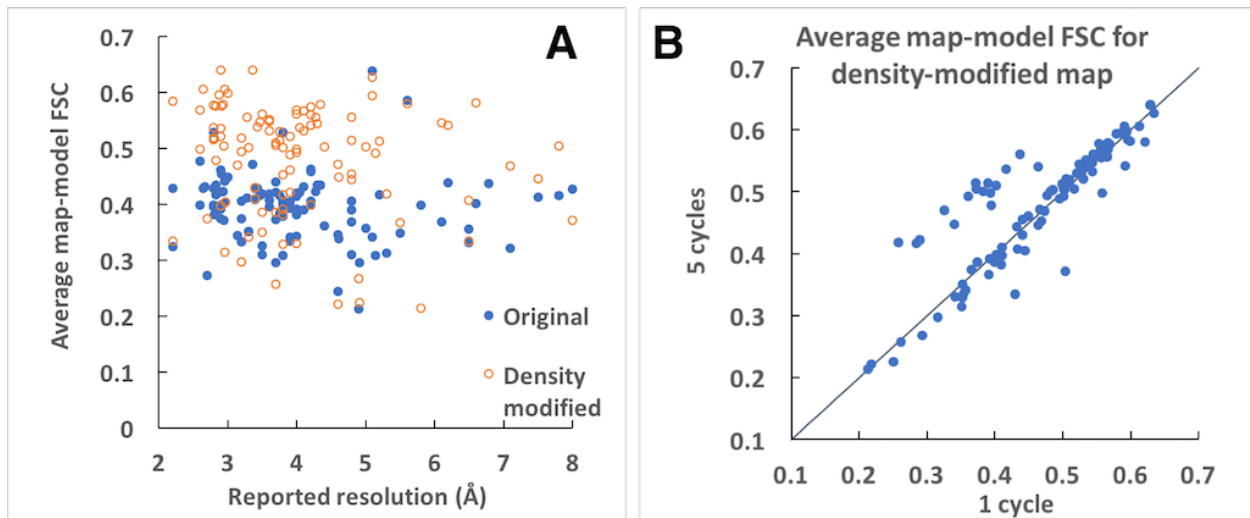 A
0.7
0.6
0.5
0.4
0.3
0.2
0.1
0
Average map-model FSC
Original
Density
modified
2 3 4 5 6 7 8
Reported resolution (Å)
B
Average map-model FSC for
density-modified map
0.7
0.6
0.5
0.4
0.3
0.2
0.1
5 cycles
0.1 0.2 0.3 0.4 0.5 0.6 0.7
1 cycle